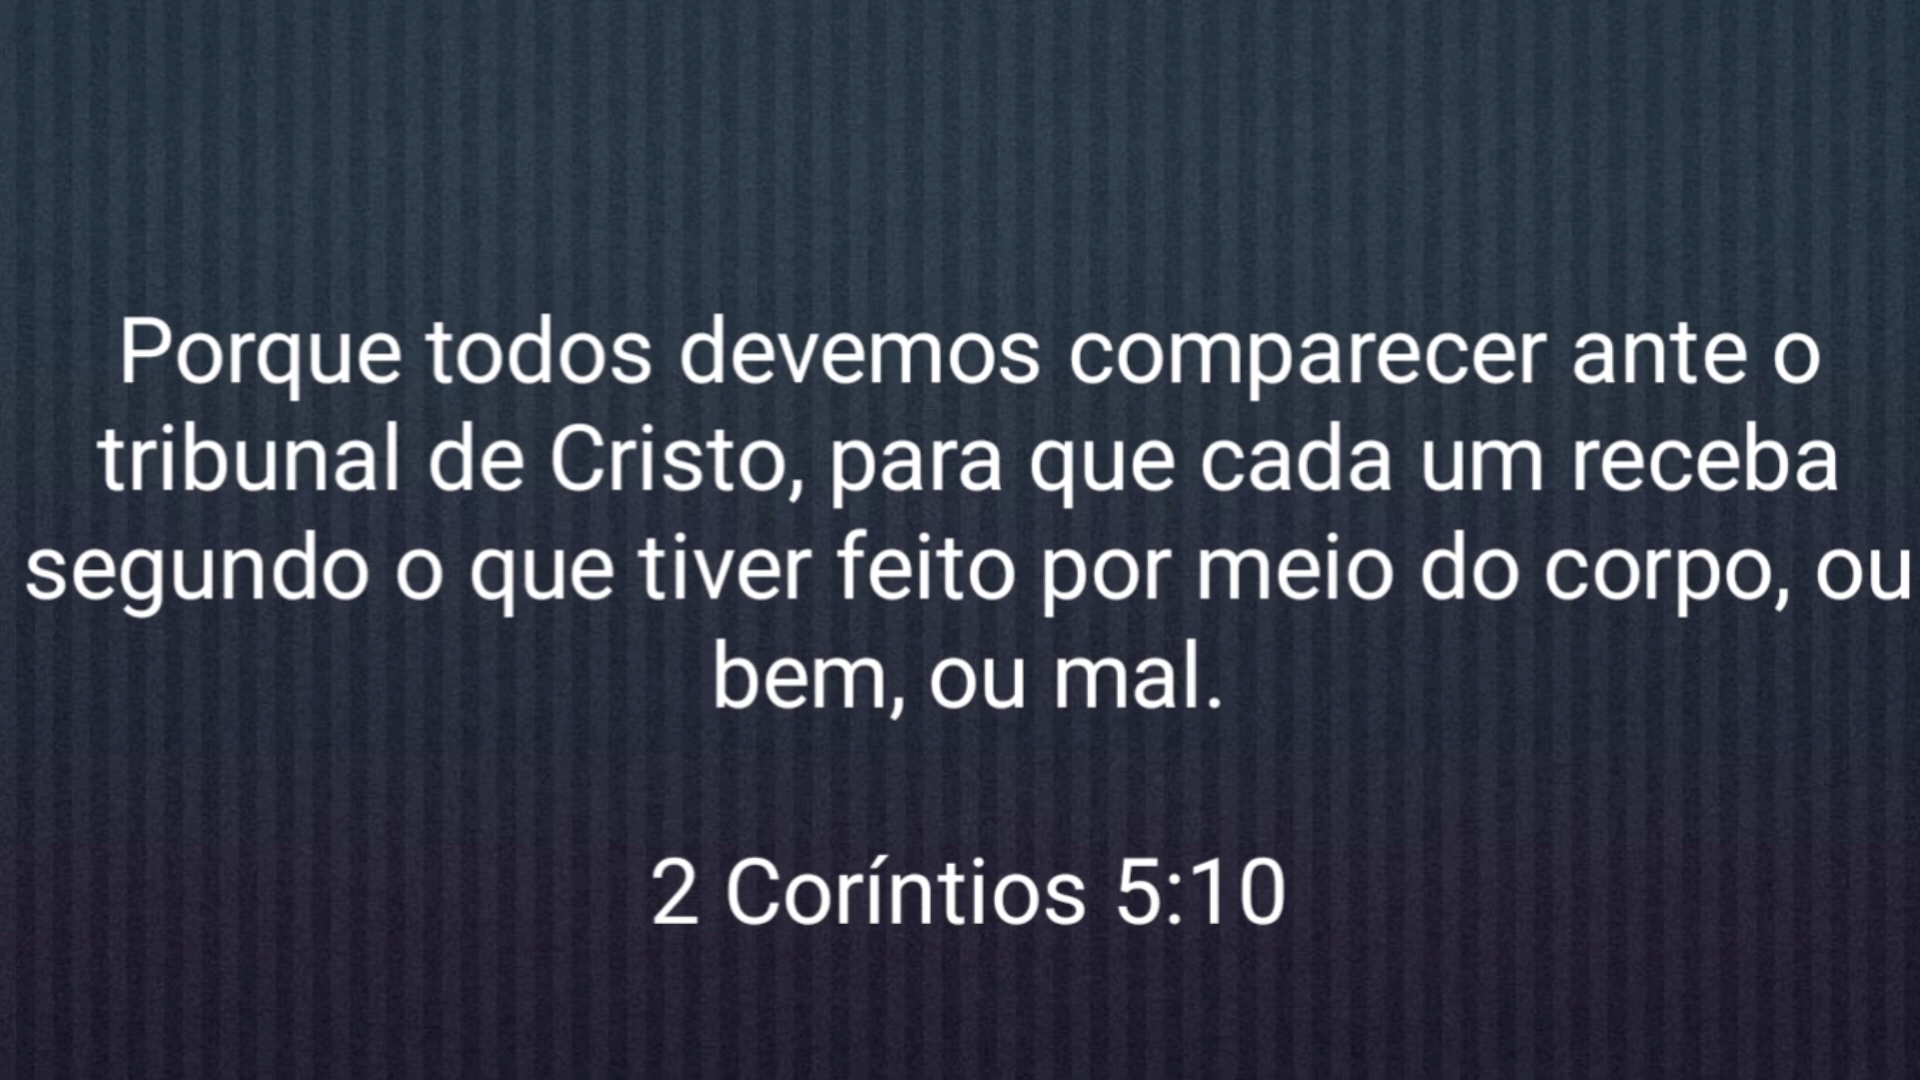 Porque todos devemos comparecer ante o
tribunal de Cristo, para que cada um receba
segundo o que tiver feito por meio do corpo, ou
bem, ou mal.
2 Coríntios 5:10